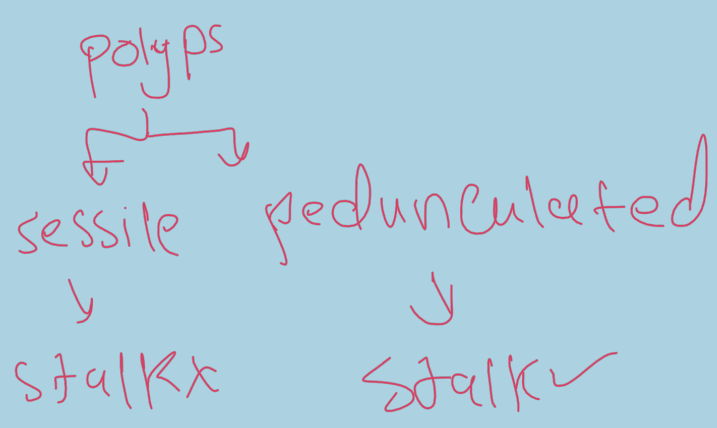 polyps
sessile pedunculated
stalk x stalk ✓